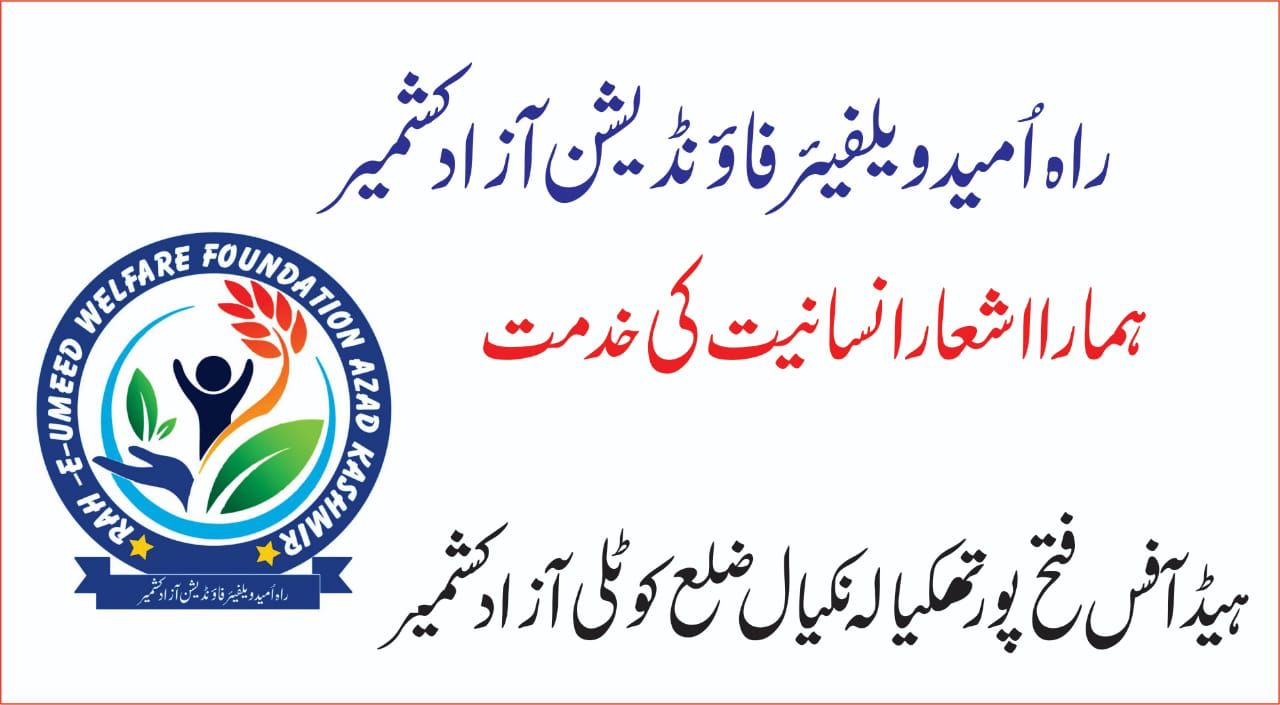 راہ اُمید ویلفیئر فاؤنڈیشن آزاد کشمیر
ہمارا اشعار انسانیت کی خدمت
RAH -E-UMEED WELFARE FOUNDATION AZAD KASHMIR
راہ اُمید ویلفیئر فاؤنڈیشن آزاد کشمیر
ہیڈ آفس فتح پور تھکیالہ نکیال ضلع کوٹلی آزاد کشمیر